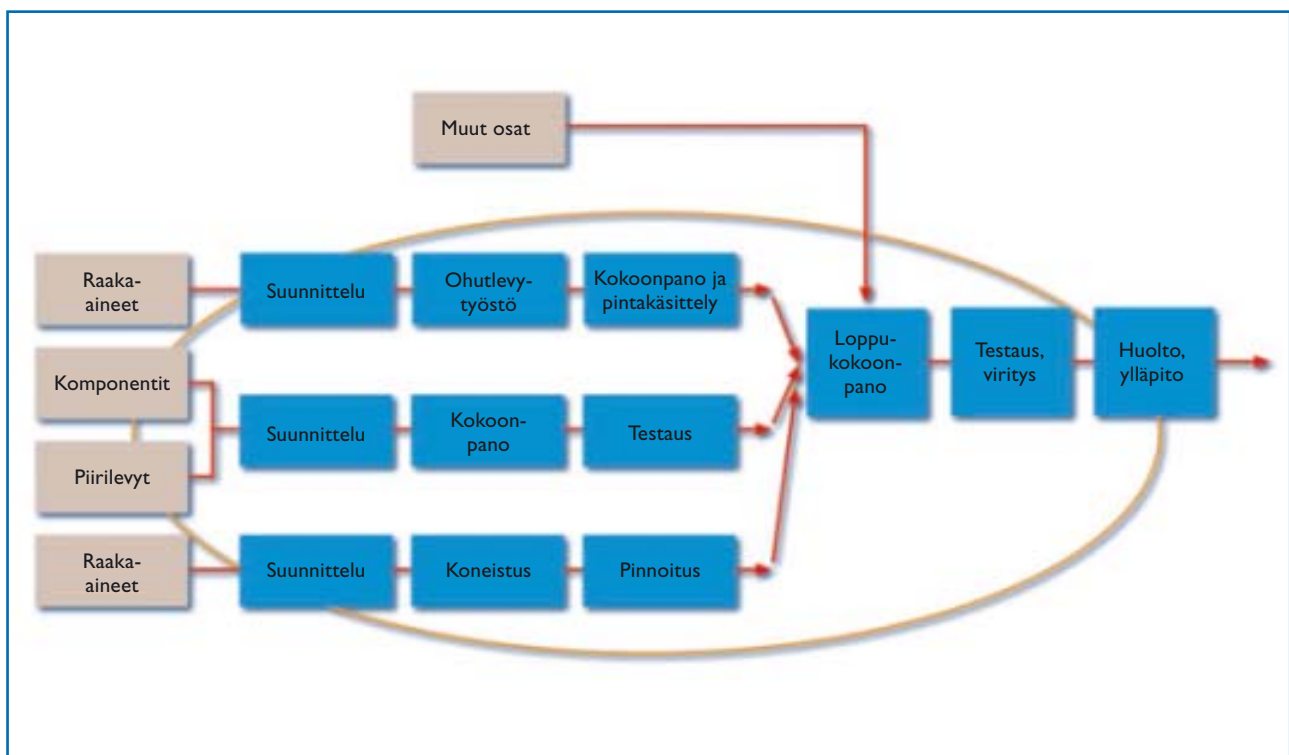 Muut osat
Raaka-
aineet
Suunnittelu
Ohutlevy-
työstö
Kokoonpano ja
pintakäsittely
Komponentit
Piirilevyt
Suunnittelu
Kokoon-
pano
Testaus
Raaka-
aineet
Suunnittelu
Koneistus
Pinnoitus
Loppu-
kokoon-
pano
Testaus,
viritys
Huolto,
ylläpito